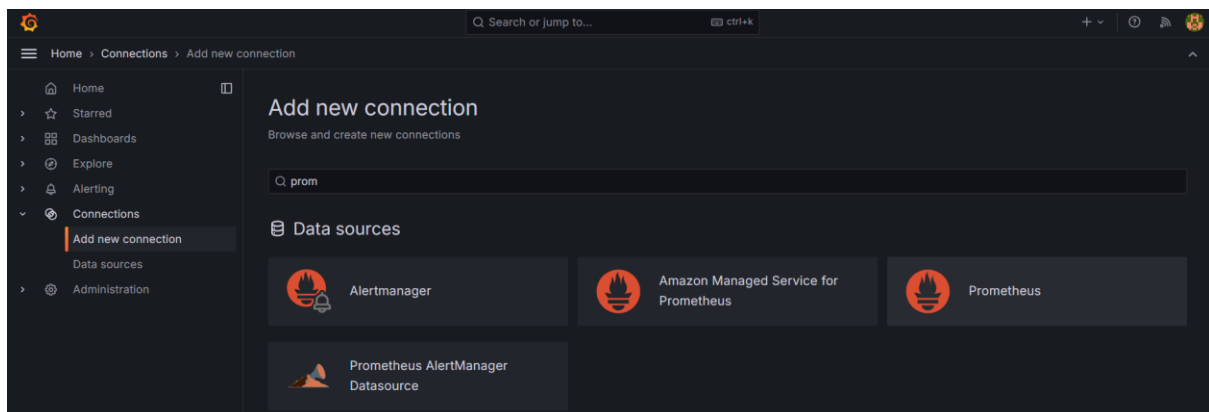 Search or jump to...
ctrl+k
Home › Connections › Add new connection
Home
Starred
Dashboards
Explore
Alerting
Connections
Add new connection
Data sources
Administration
Add new connection
Browse and create new connections
prom
Data sources
Alertmanager
Amazon Managed Service for
Prometheus
Prometheus
Prometheus AlertManager
Datasource